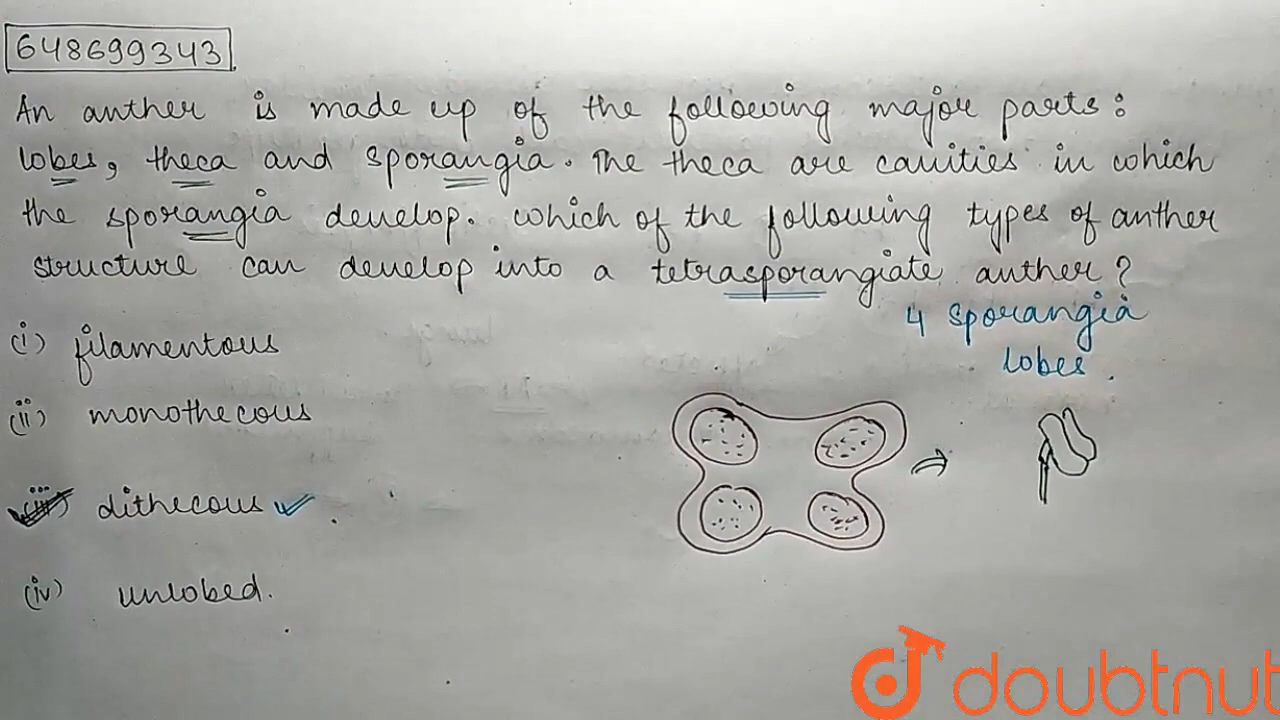 648699343
An anther is made up of the following major parts:
lobes, theca and sporangia. The theca are cavities in which
the sporangia develop. which of the following types of anther
structure can develop into a tetrasporangiate anther?
4 sporangia
lobes.
(i) filamentous
(ii) monothecous
(iii) dithecous
(iv) unlobed.
doubtnut